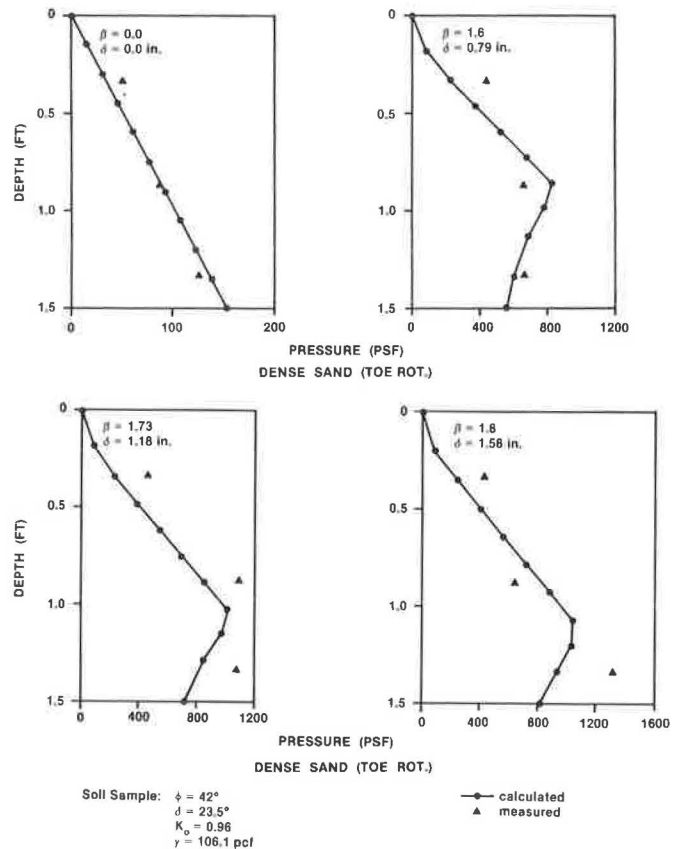 0
β = 0.0
δ = 0.0 in.
0.5
1.0
1.5
DEPTH (FT)
0 100 200
0
β = 1.6
δ = 0.79 in.
0.5
1.0
1.5
0 400 800 1200
PRESSURE (PSF)
DENSE SAND (TOE ROT.)
0
β = 1.73
δ = 1.18 in.
0.5
1.0
1.5
DEPTH (FT)
0 400 800 1200
0
β = 1.8
δ = 1.58 in.
0.5
1.0
1.5
0 400 800 1200 1600
PRESSURE (PSF)
DENSE SAND (TOE ROT.)
Soil Sample: ϕ = 42°
δ = 23.5°
Ko = 0.96
γ = 106.1 pcf
calculated
measured